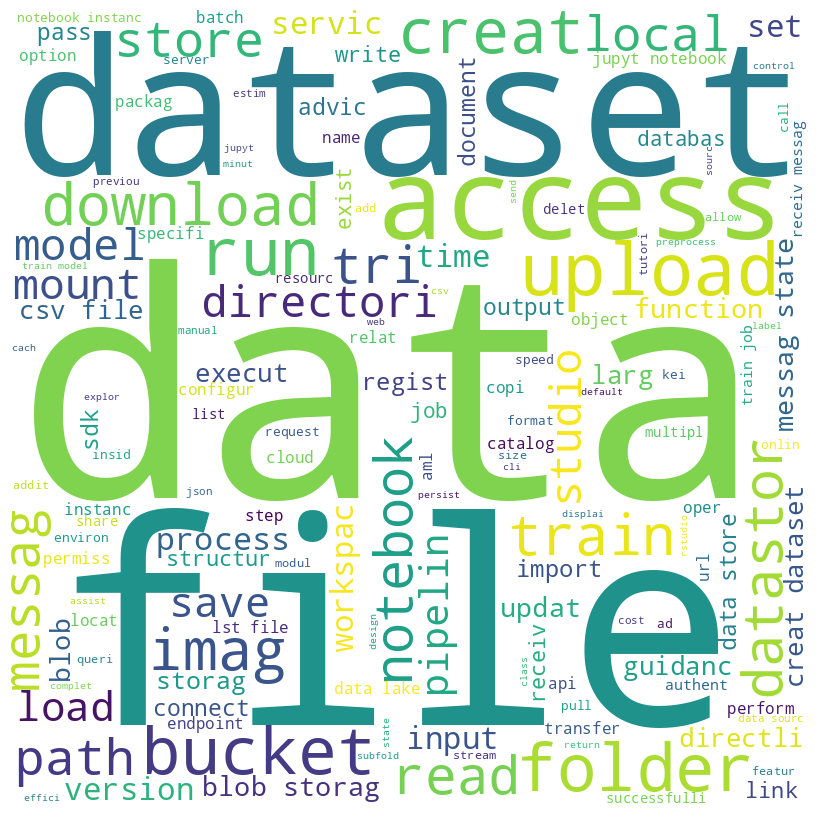 notebook instanc
batch
servic
creat
local
set
pass
store
write
jupyt notebook
option
server
control
dataset
packag
estim
advic
document
name
databas
call
jupyt
minut
sourc
receiv messag
previou
download
exist
add
access
send
delet
allow
model
specifi
run
tri
time
upload
preprocess
tutori
train model
mount
resourc
directori
output
function
messag state
csv file
manual
csv
web
relat
object
label
data
cach
execut
regist
studio
speed
larg
kei
train job
explor
configur
copi
default
sdk
list
job
format
multipl
insid
request
notebook
aml
catalog
onlin
cloud
size
cli
datastor
addit
json
persist
instanc
step
workspac
train
displai
oper
rstudio
share
messag
environ
process
file
creat dataset
permiss
structur
modul
pipelin
import
url
data store
assist
save
design
updat
locat
lst file
cost
ad
blob
imag
receiv
class
guidanc
queri
storag
data lake
api
authent
complet
load
connect
pull
perform
endpoint
state
transfer
data sourc
path
bucket
input
return
directli
subfold
stream
read
folder
featur
version
blob storag
link
effici
successfulli